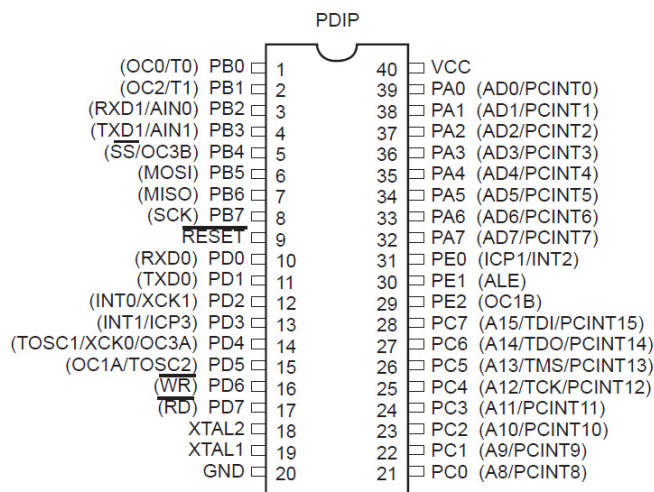 PDIP
(OC0/T0) PB0 1 40 VCC
(OC2/T1) PB1 2 39 PA0 (AD0/PCINT0)
(RXD1/AIN0) PB2 3 38 PA1 (AD1/PCINT1)
(TXD1/AIN1) PB3 4 37 PA2 (AD2/PCINT2)
(SS/OC3B) PB4 5 36 PA3 (AD3/PCINT3)
(MOSI) PB5 6 35 PA4 (AD4/PCINT4)
(MISO) PB6 7 34 PA5 (AD5/PCINT5)
(SCK) PB7 8 33 PA6 (AD6/PCINT6)
RESET 9 32 PA7 (AD7/PCINT7)
(RXD0) PD0 10 31 PE0 (ICP1/INT2)
(TXD0) PD1 11 30 PE1 (ALE)
(INT0/XCK1) PD2 12 29 PE2 (OC1B)
(INT1/ICP3) PD3 13 28 PC7 (A15/TDI/PCINT15)
(TOSC1/XCK0/OC3A) PD4 14 27 PC6 (A14/TDO/PCINT14)
(OC1A/TOSC2) PD5 15 26 PC5 (A13/TMS/PCINT13)
(WR) PD6 16 25 PC4 (A12/TCK/PCINT12)
(RD) PD7 17 24 PC3 (A11/PCINT11)
XTAL2 18 23 PC2 (A10/PCINT10)
XTAL1 19 22 PC1 (A9/PCINT9)
GND 20 21 PC0 (A8/PCINT8)